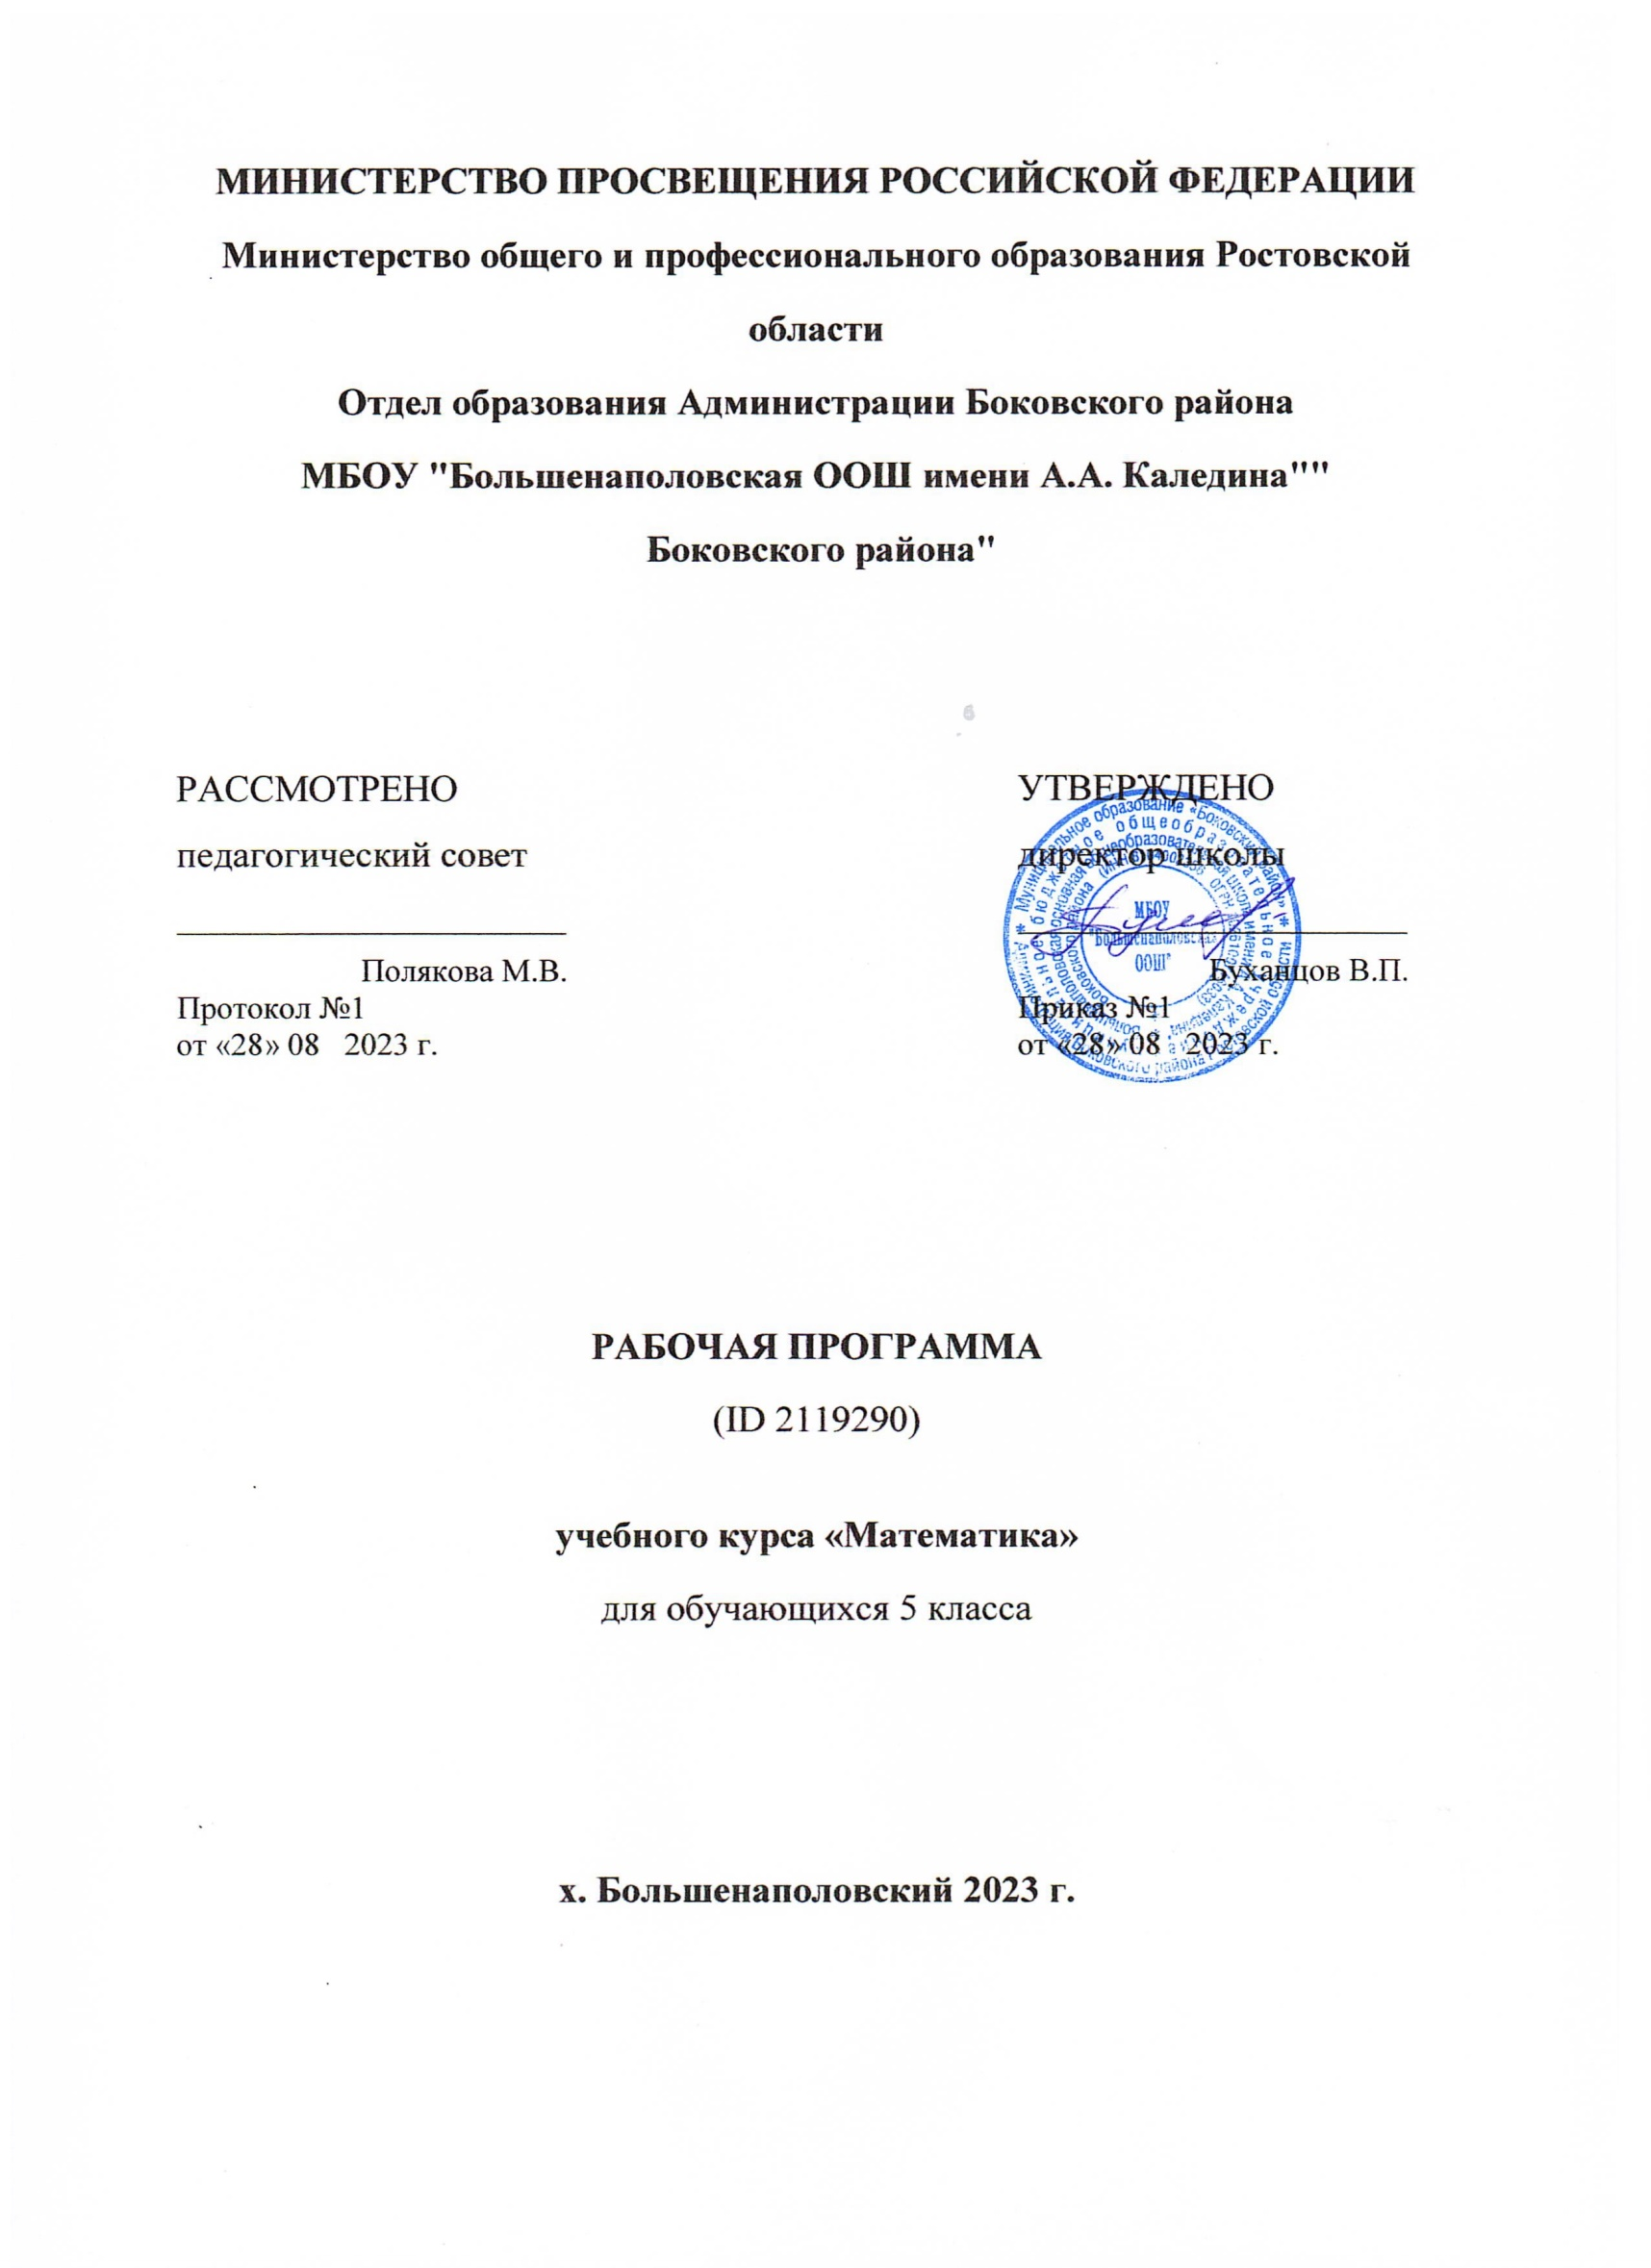 МИНИСТЕРСТВО ПРОСВЕЩЕНИЯ РОССИЙСКОЙ ФЕДЕРАЦИИ
Министерство общего и профессионального образования Ростовской
области
Отдел образования Администрации Боковского района
МБОУ "Большенаполовская ООШ имени А.А. Каледина""
Боковского района"
РАССМОТРЕНО
педагогический совет
Полякова М.В.
Протокол №1
от «28» 08 2023 г.
УТВЕРЖДЕНО
директор школы
МБОУ
"Большенаполовская
ООШ"
Буханцов В.П.
Приказ №1
от «28» 08 2023 г.
РАБОЧАЯ ПРОГРАММА
(ID 2119290)
учебного курса «Математика»
для обучающихся 5 класса
х. Большенаполовский 2023 г.